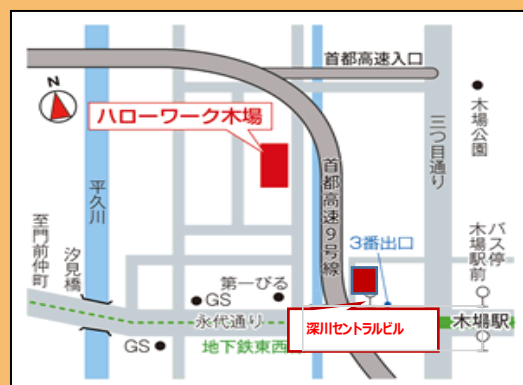 首都高速入口
N
ハローワーク木場
木場公園
三つ目通り
首都高速9号線
平久川
至門前仲町
汐見橋
バス停
木場駅前
3番出口
第一びる
GS
永代通り
深川セントラルビル
木場駅
GS
地下鉄東西